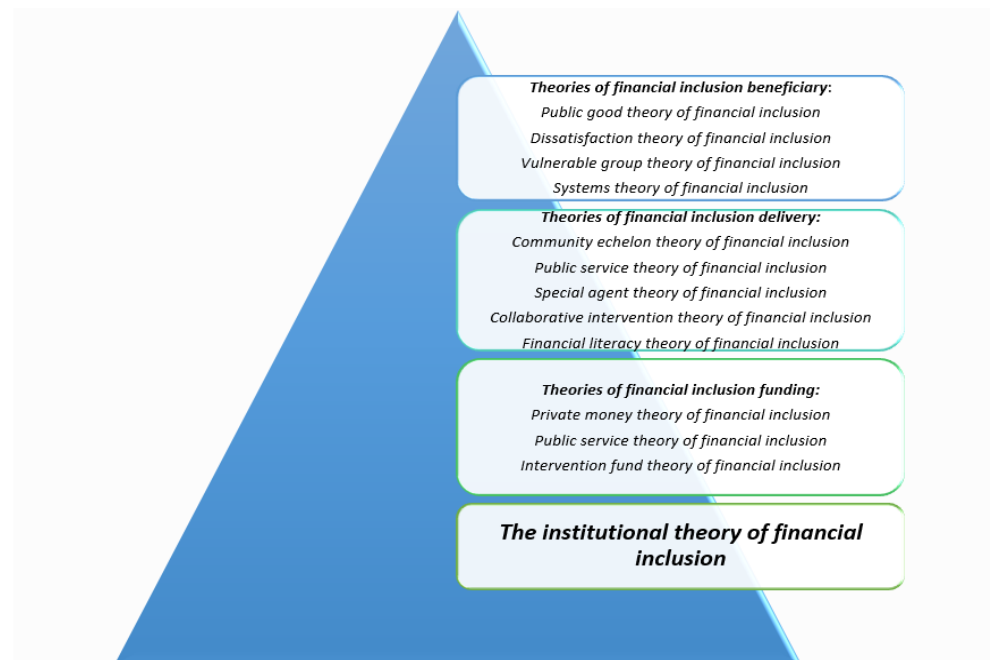 Theories of financial inclusion beneficiary:
Public good theory of financial inclusion
Dissatisfaction theory of financial inclusion
Vulnerable group theory of financial inclusion
Systems theory of financial inclusion
Theories of financial inclusion delivery:
Community echelon theory of financial inclusion
Public service theory of financial inclusion
Special agent theory of financial inclusion
Collaborative intervention theory of financial inclusion
Financial literacy theory of financial inclusion
Theories of financial inclusion funding:
Private money theory of financial inclusion
Public service theory of financial inclusion
Intervention fund theory of financial inclusion
The institutional theory of financial
inclusion